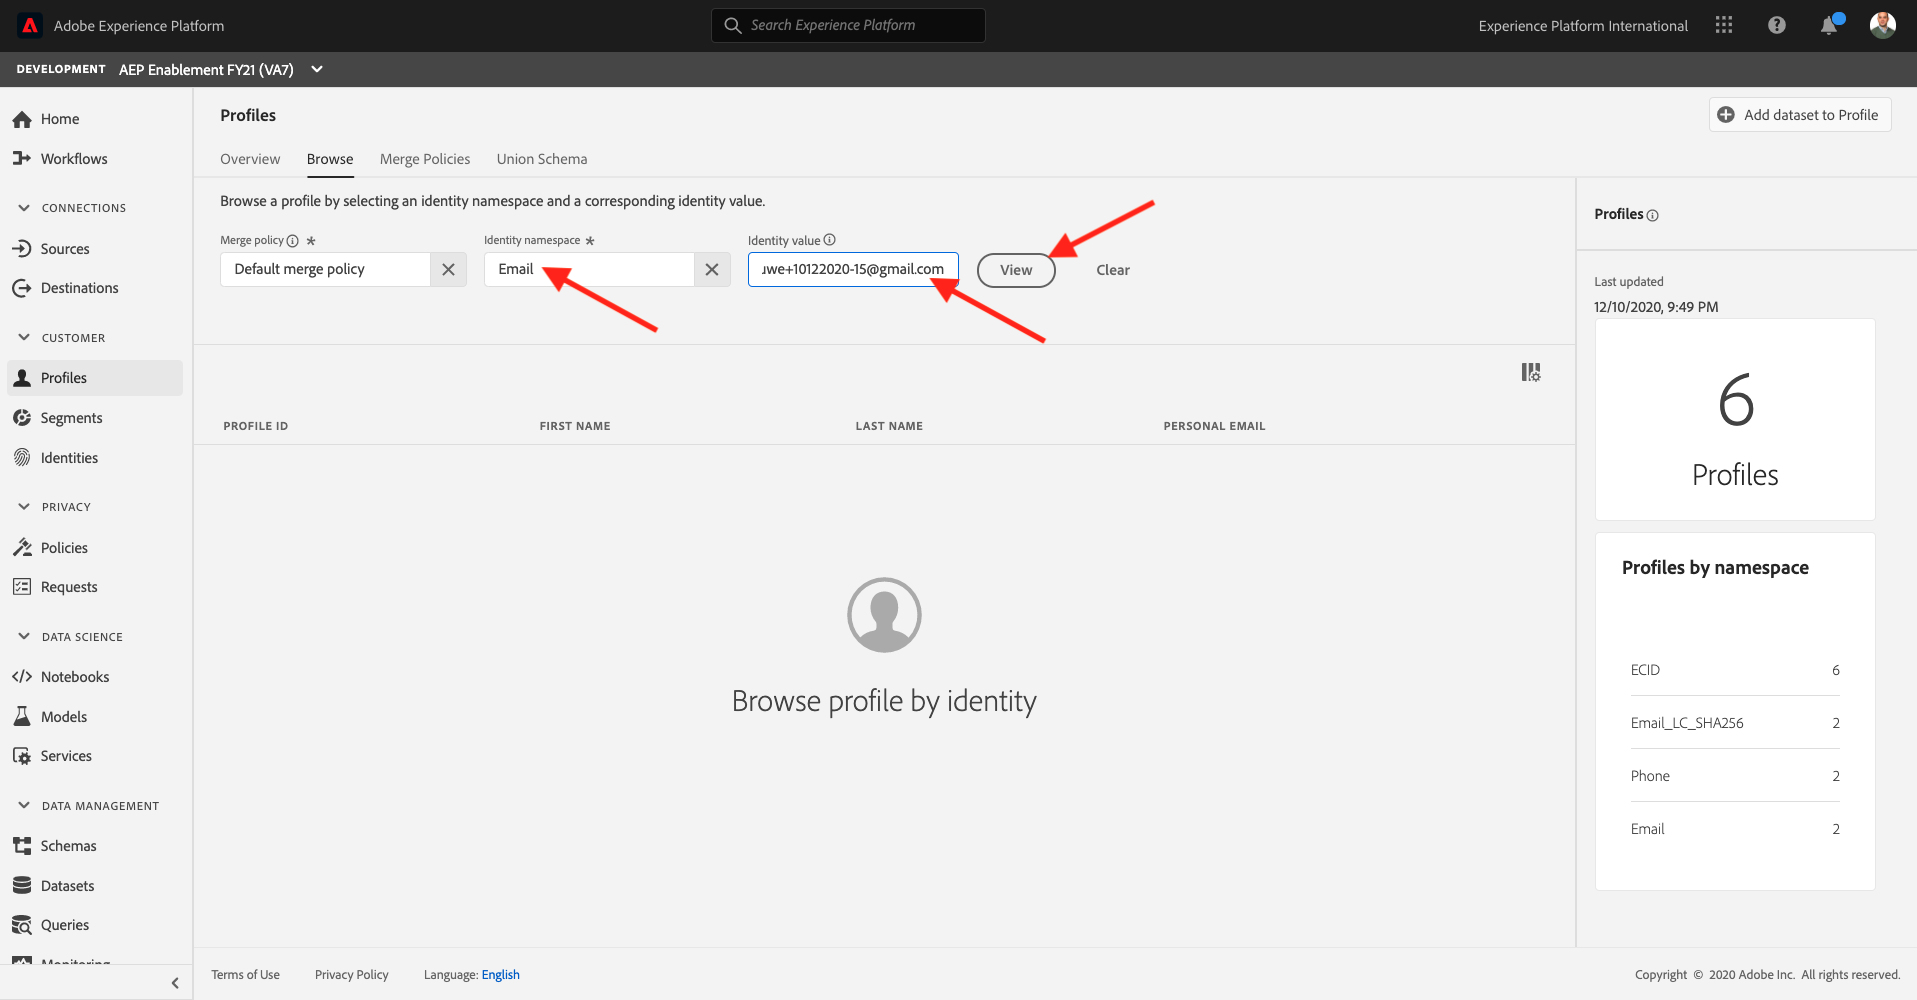 Adobe Experience Platform
Search Experience Platform
Experience Platform International
DEVELOPMENT AEP Enablement FY21 (VA7)
Home
Workflows
CONNECTIONS
Sources
Destinations
CUSTOMER
Profiles
Segments
Identities
PRIVACY
Policies
Requests
DATA SCIENCE
Notebooks
Models
Services
DATA MANAGEMENT
Schemas
Datasets
Queries
Monitoring
Profiles
Add dataset to Profile
Overview Browse Merge Policies Union Schema
Browse a profile by selecting an identity namespace and a corresponding identity value.
Merge policy * Identity namespace * Identity value
Default merge policy Email uwe+10122020-15@gmail.com View Clear
PROFILE ID FIRST NAME LAST NAME PERSONAL EMAIL
Browse profile by identity
Profiles
Last updated
12/10/2020, 9:49 PM
6
Profiles
Profiles by namespace
ECID 6
Email_LC_SHA256 2
Phone 2
Email 2
Terms of Use Privacy Policy Language: English
Copyright © 2020 Adobe Inc. All rights reserved.